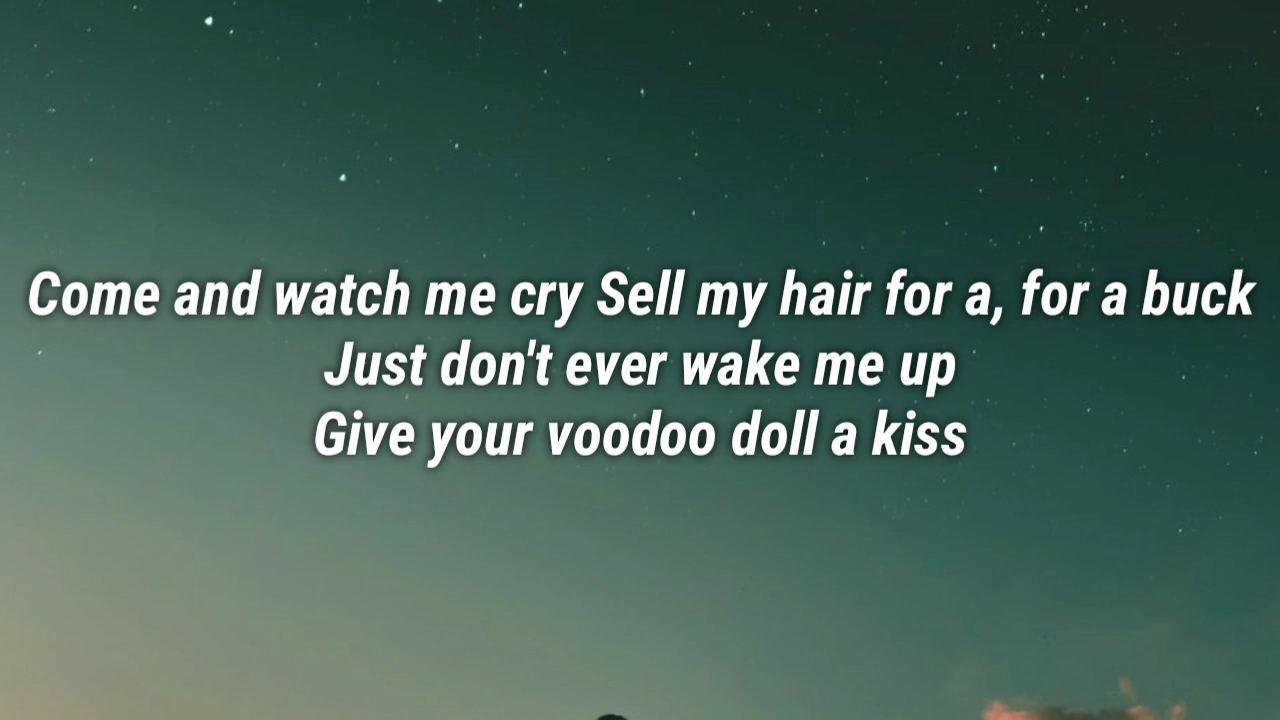 Come and watch me cry Sell my hair for a, for a buck
Just don't ever wake me up
Give your voodoo doll a kiss